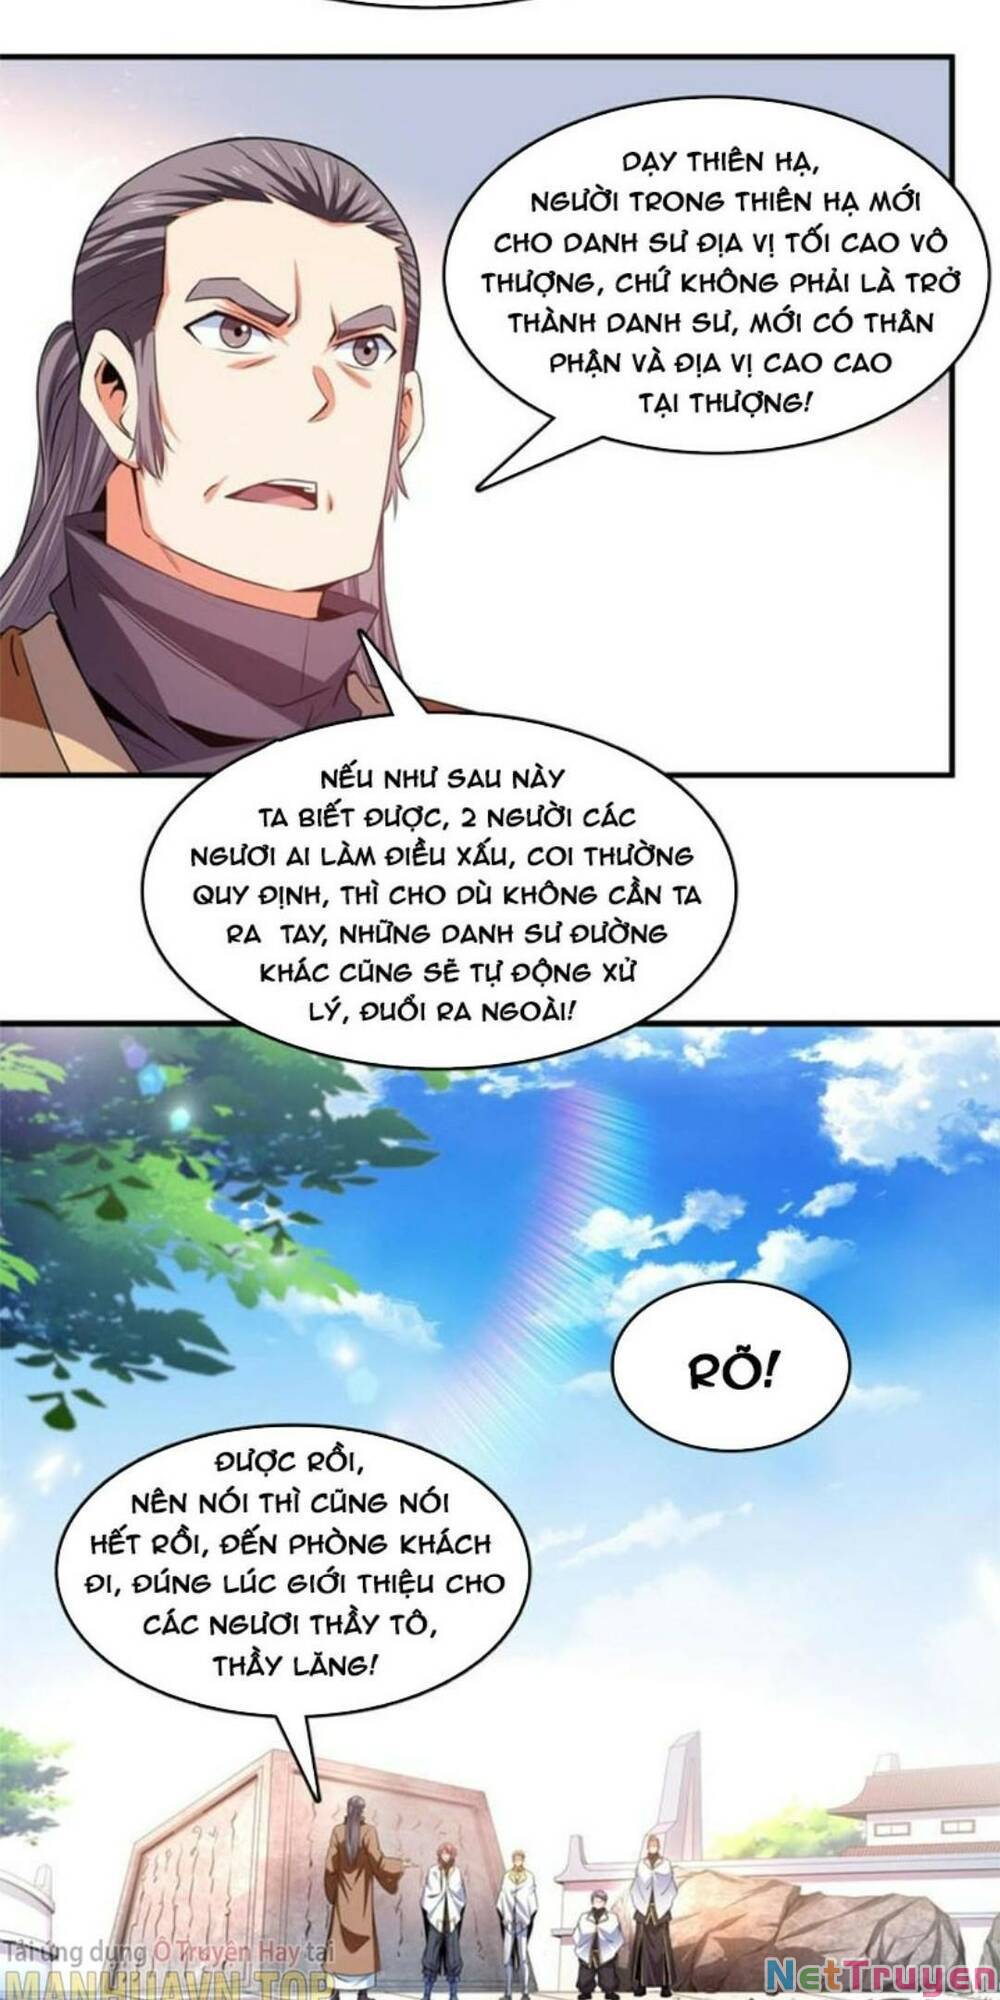 DẠY THIÊN HẠ,
NGƯỜI TRONG THIÊN HẠ MỚI
CHO DANH SƯ ĐỊA VỊ TỐI CAO VÔ
THƯỢNG, CHỨ KHÔNG PHẢI LÀ TRỞ
THÀNH DANH SƯ, MỚI CÓ THÂN
PHẬN VÀ ĐỊA VỊ CAO CAO
TẠI THƯỢNG!
NẾU NHƯ SAU NÀY
TA BIẾT ĐƯỢC, 2 NGƯỜI CÁC
NGƯƠI AI LÀM ĐIỀU XẤU, COI THƯỜNG
QUY ĐỊNH, THÌ CHO DÙ KHÔNG CẦN TA
RA TAY, NHỮNG DANH SƯ ĐƯỜNG
KHÁC CŨNG SẼ TỰ ĐỘNG XỬ
LÝ, ĐUỔI RA NGOÀI!
RÕ!
ĐƯỢC RỒI,
NÊN NÓI THÌ CŨNG NÓI
HẾT RỒI, ĐẾN PHÒNG KHÁCH
ĐI, ĐÚNG LÚC GIỚI THIỆU CHO
CÁC NGƯƠI THẦY TÔ,
THẦY LĂNG!
Tải ứng dụng Ô Truyện Hay tại
MANHUAVN.TOP
NetTruyen